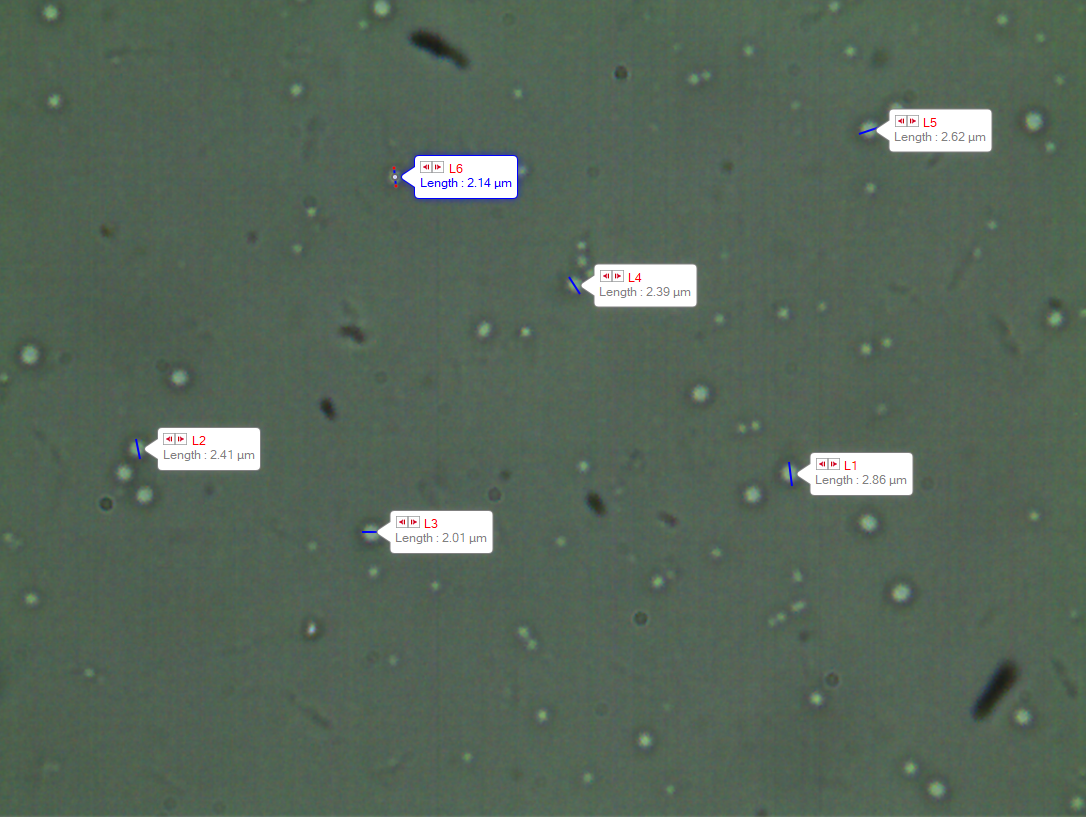 L5
Length : 2.62 µm
L6
Length : 2.14 µm
L4
Length : 2.39 µm
L2
Length : 2.41 µm
L1
Length : 2.86 µm
L3
Length : 2.01 µm